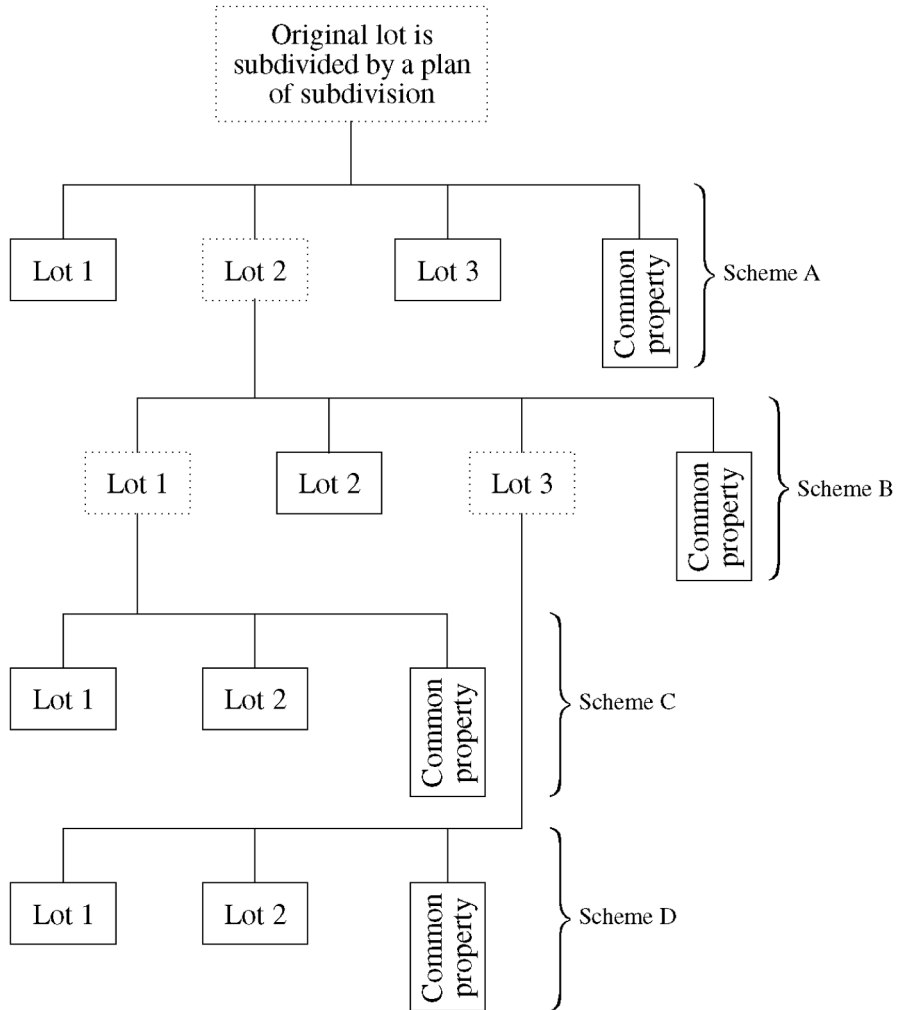 Original lot is
subdivided by a plan
of subdivision
Lot 1
Lot 2
Lot 3
Common
property
Scheme A
Lot 1
Lot 2
Lot 3
Common
property
Scheme B
Lot 1
Lot 2
Common
property
Scheme C
Lot 1
Lot 2
Common
property
Scheme D